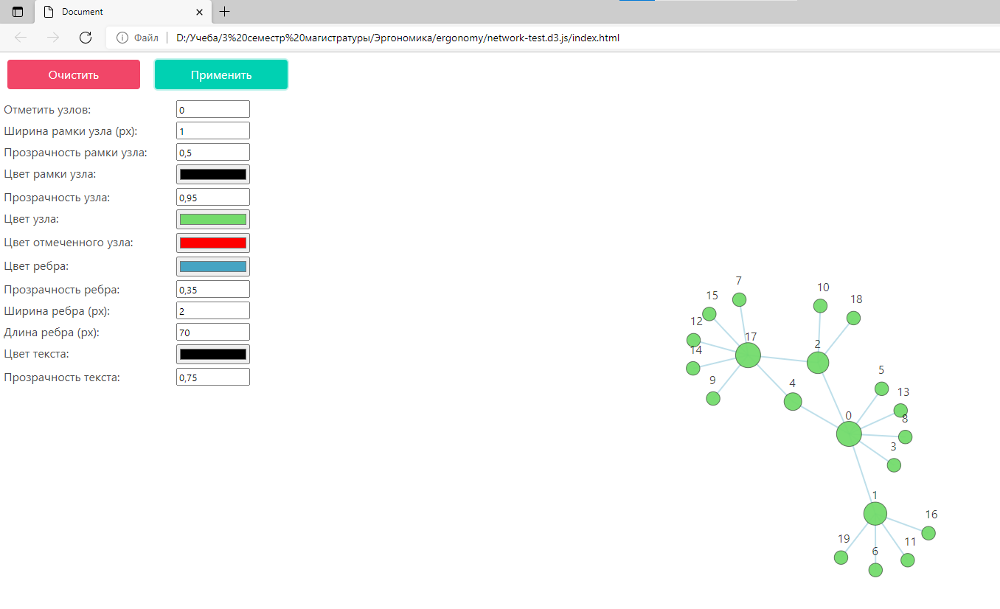 Document
Файл D:/Учеба/3%20семестр%20магистратуры/Эргономика/ergonomy/network-test.d3.js/index.html
Очистить Применить
Отметить узлов: 0
Ширина рамки узла (px): 1
Прозрачность рамки узла: 0,5
Цвет рамки узла:
Прозрачность узла: 0,95
Цвет узла:
Цвет отмеченного узла:
Цвет ребра:
Прозрачность ребра: 0,35
Ширина ребра (px): 2
Длина ребра (px): 70
Цвет текста:
Прозрачность текста: 0,75
7
10
15
18
12
17
2
14
5
9
4
13
0
8
3
1
16
19
11
6